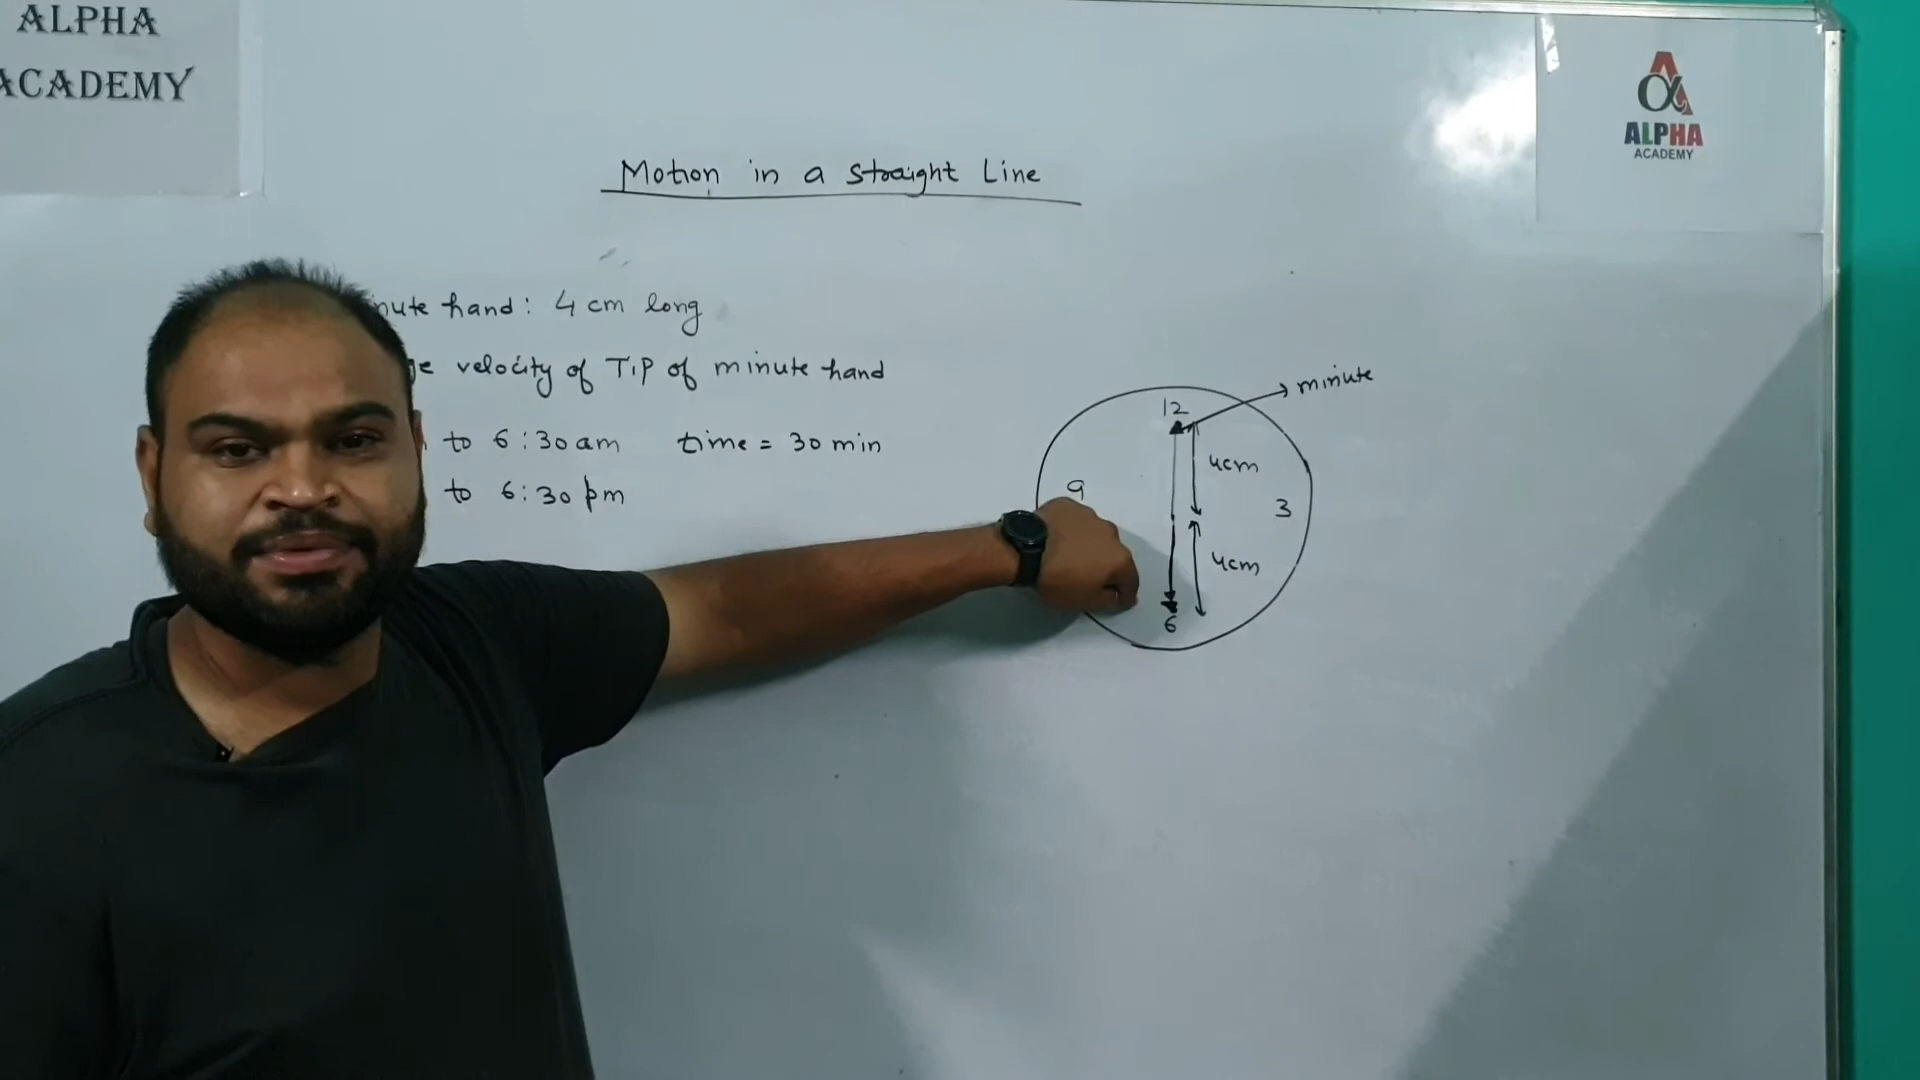 ALPHA
ACADEMY
ALPHA
ACADEMY
Motion in a Straight Line
hand: 4 cm long
velocity of Tip of minute hand
to 6:30 am time = 30 min
to 6:30 pm
minute
12
4cm
9
3
4cm
6